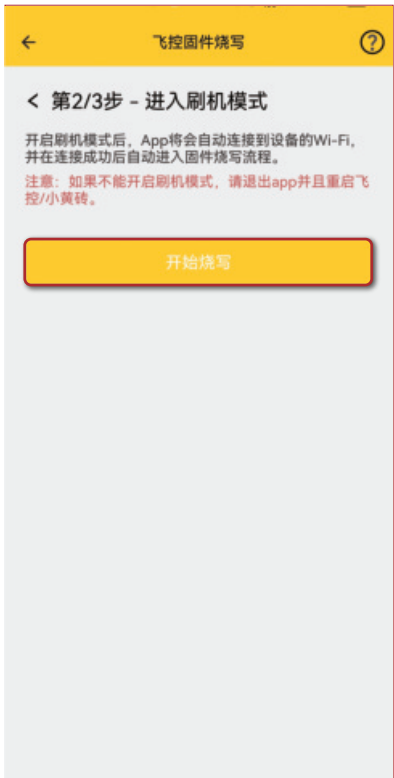 飞控固件烧写
< 第2/3步 - 进入刷机模式
开启刷机模式后，App将会自动连接到设备的Wi-Fi，
并在连接成功后自动进入固件烧写流程。
注意：如果不能开启刷机模式，请退出app并且重启飞
控/小黄砖。
开始烧写